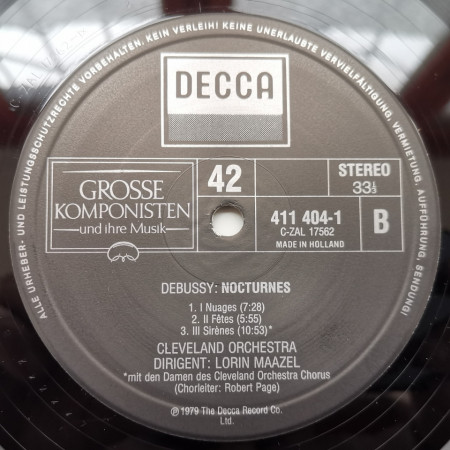 ALLE URHEBER- UND LEISTUNGSSCHUTZRECHTE VORBEHALTEN. KEIN VERLEIH! KEINE UNERLAUBTE VERVIELFÄLTIGUNG, VERMIETUNG, AUFFÜHRUNG, SENDUNG!
DECCA
GROSSE
KOMPONISTEN
und ihre Musik
42
STEREO
33⅓
411 404-1
C-ZAL 17562
MADE IN HOLLAND
B
DEBUSSY: NOCTURNES
1. I Nuages (7:28)
2. II Fêtes (5:55)
3. III Sirènes (10:53)*
CLEVELAND ORCHESTRA
DIRIGENT: LORIN MAAZEL
*mit den Damen des Cleveland Orchestra Chorus
(Chorleiter: Robert Page)
℗ 1979 The Decca Record Co.
Ltd.